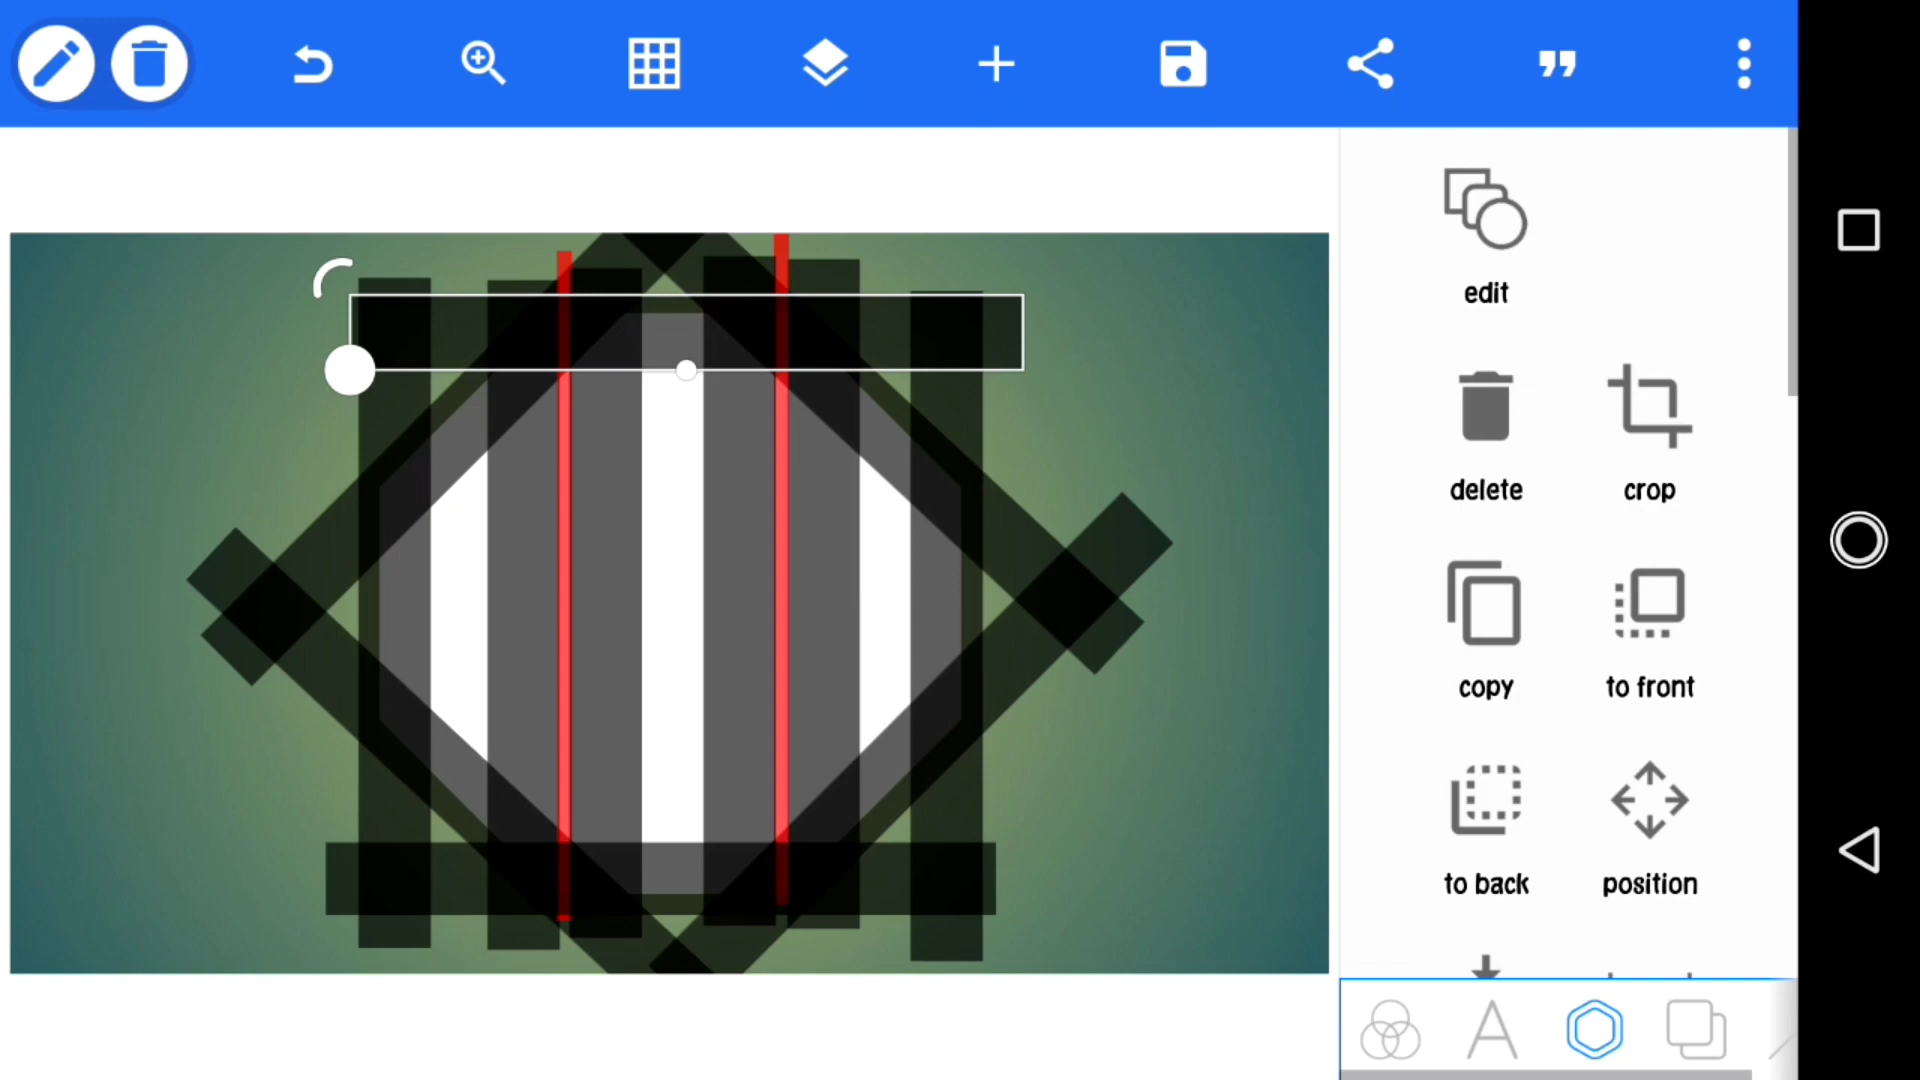 edit
delete
crop
copy
to front
to back
position